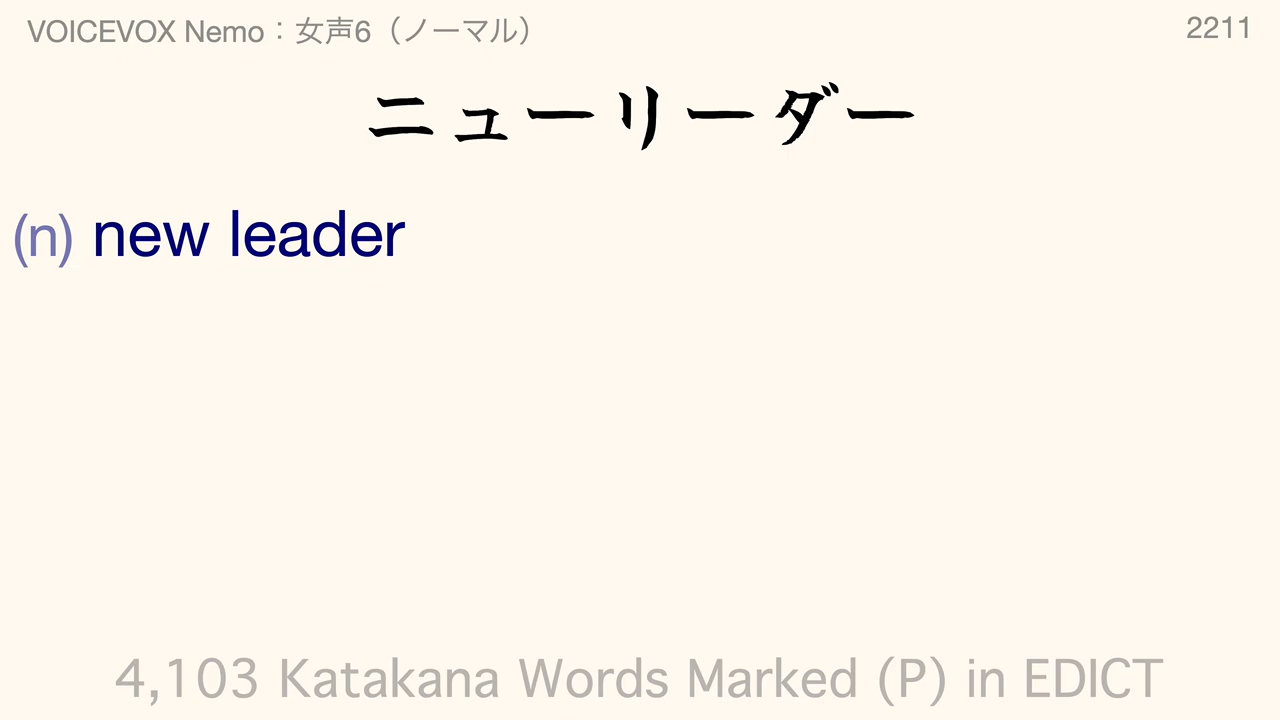 VOICEVOX Nemo：女声6（ノーマル）
2211
ニューリーダー
(n) new leader
4,103 Katakana Words Marked (P) in EDICT